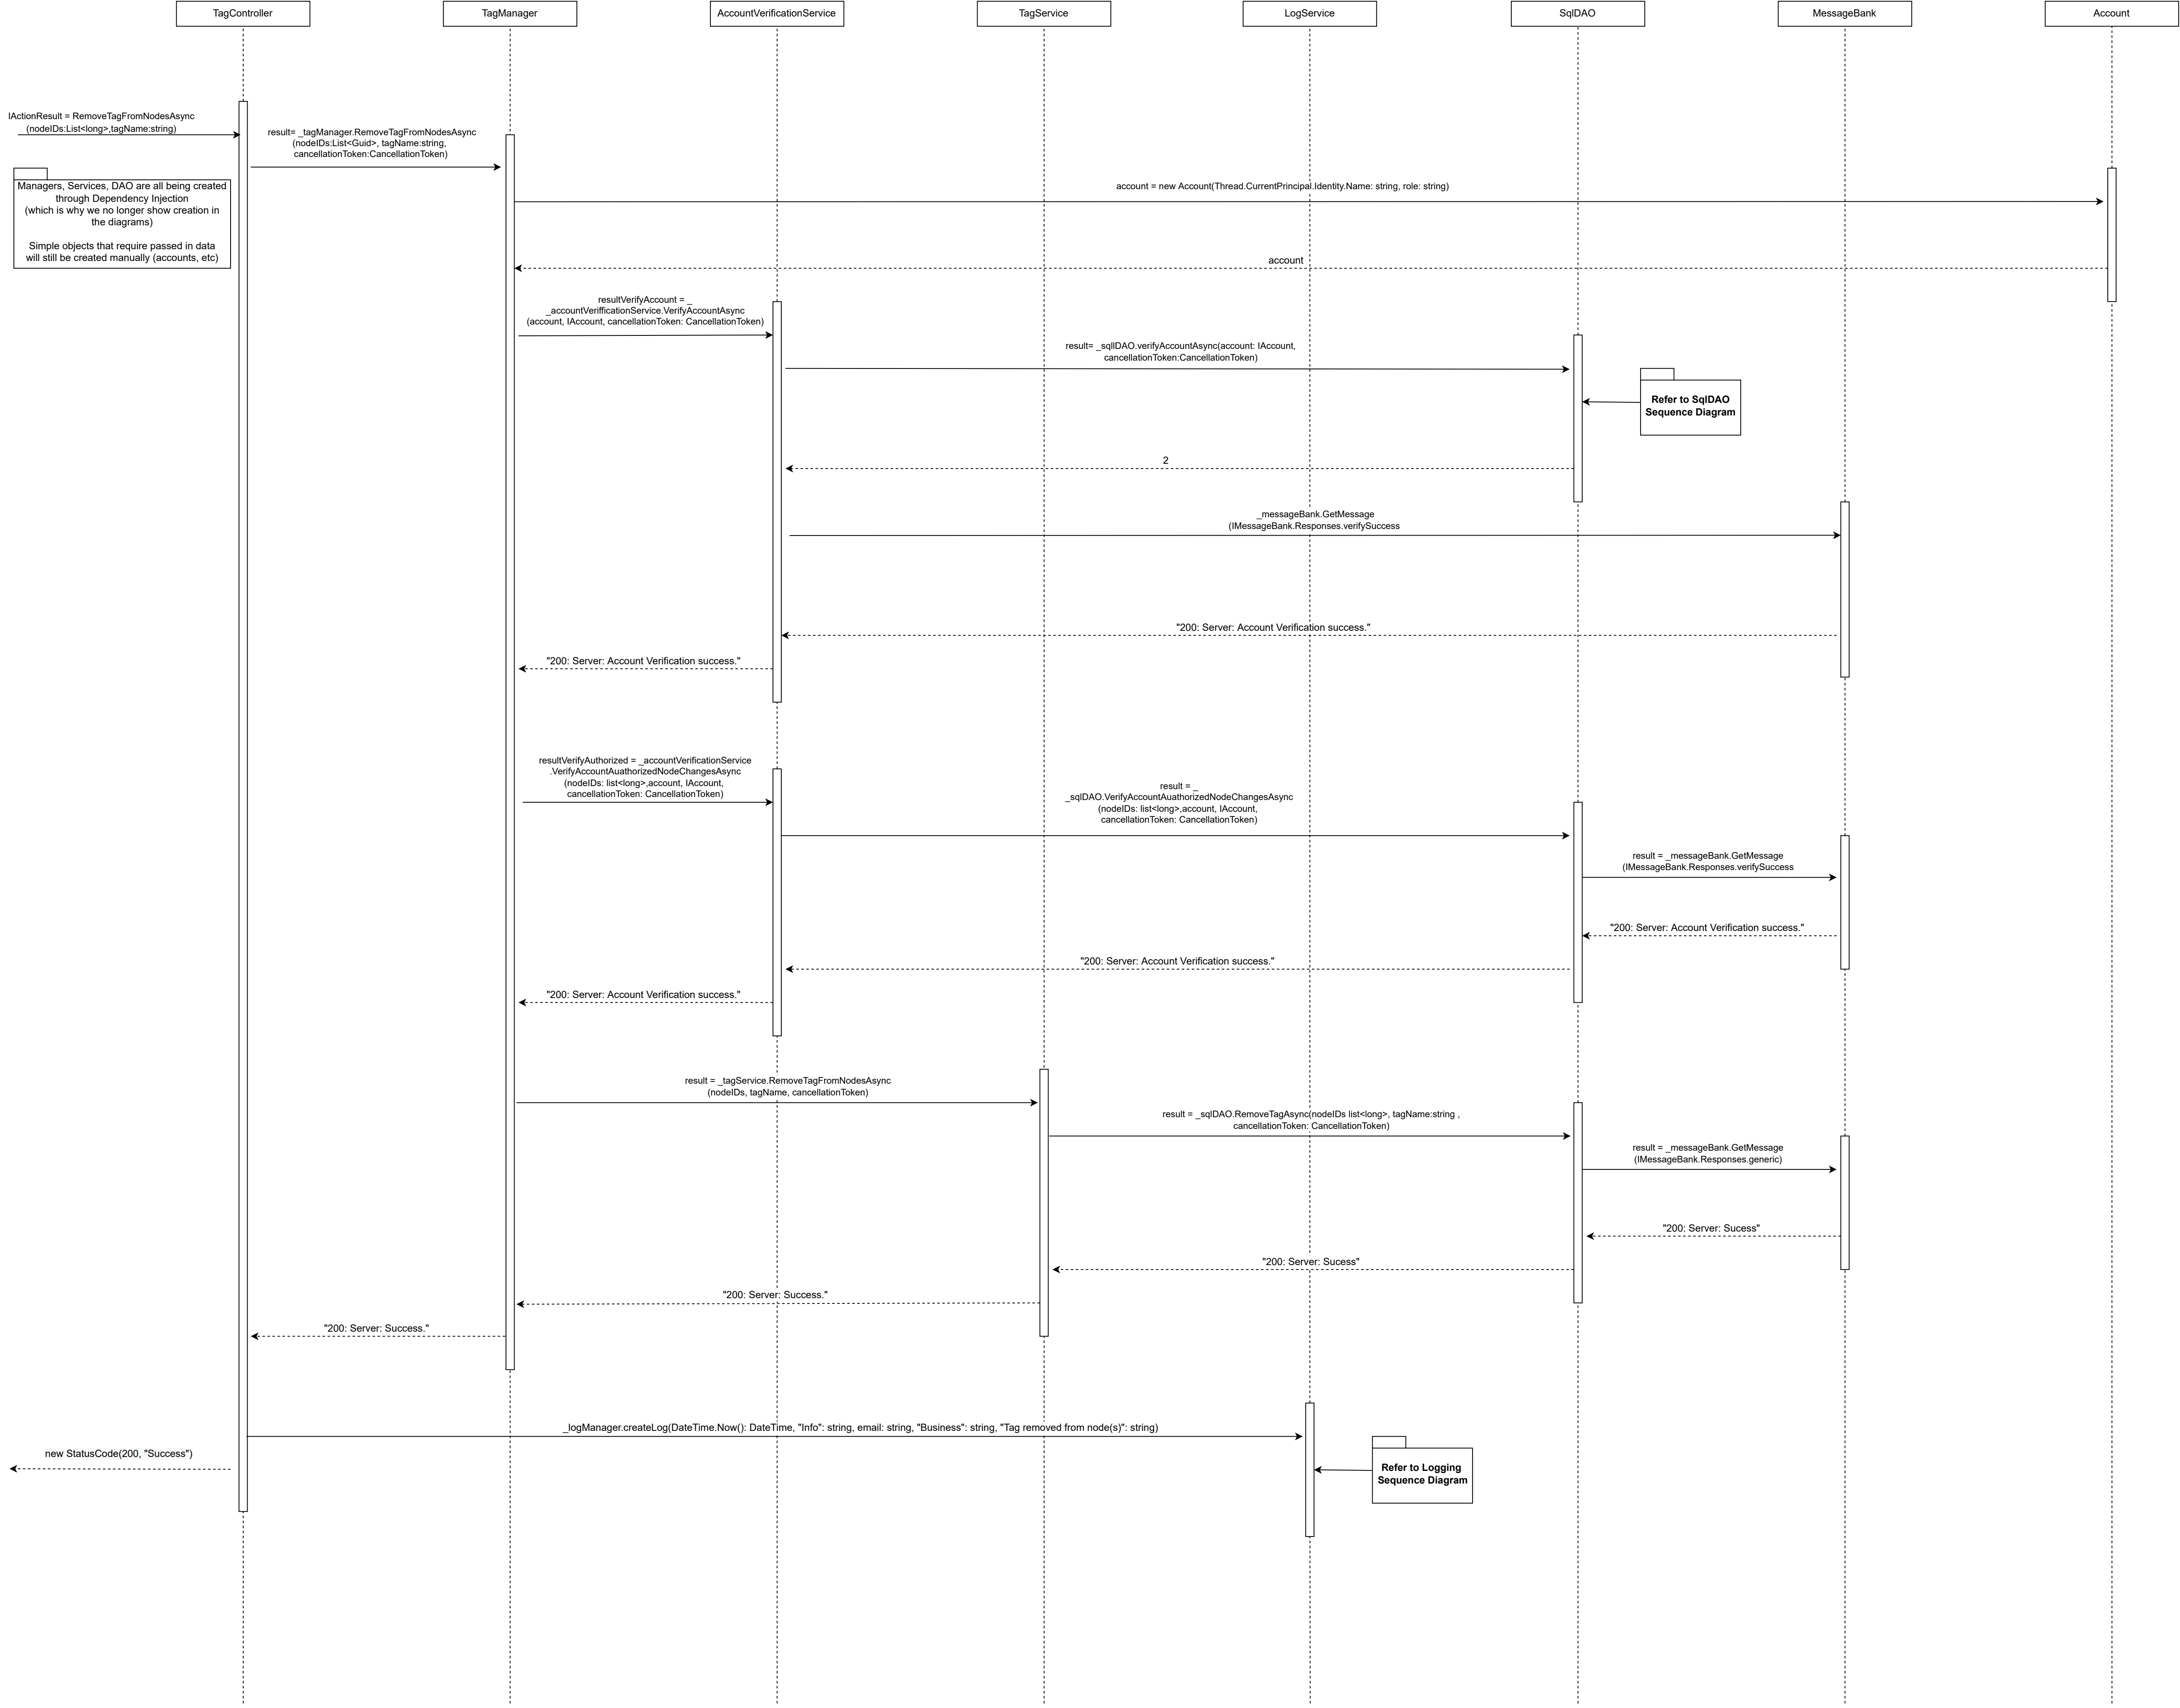 TagController
TagManager
AccountVerificationService
TagService
LogService
SqlDAO
MessageBank
Account
IActionResult = RemoveTagFromNodesAsync
(nodeIDs:List<long>,tagName:string)
result= _tagManager.RemoveTagFromNodesAsync
(nodeIDs:List<Guid>, tagName:string,
cancellationToken:CancellationToken)
Managers, Services, DAO are all being created
through Dependency Injection
(which is why we no longer show creation in
the diagrams)
Simple objects that require passed in data
will still be created manually (accounts, etc)
account = new Account(Thread.CurrentPrincipal.Identity.Name: string, role: string)
account
resultVerifyAccount = _
_accountVerifficationService.VerifyAccountAsync
(account, IAccount, cancellationToken: CancellationToken)
result= _sqllDAO.verifyAccountAsync(account: IAccount,
cancellationToken:CancellationToken)
Refer to SqlDAO
Sequence Diagram
2
_messageBank.GetMessage
(IMessageBank.Responses.verifySuccess
"200: Server: Account Verification success."
"200: Server: Account Verification success."
resultVerifyAuthorized = _accountVerificationService
.VerifyAccountAuathorizedNodeChangesAsync
(nodeIDs: list<long>,account, IAccount,
cancellationToken: CancellationToken)
result = _
_sqlDAO.VerifyAccountAuathorizedNodeChangesAsync
(nodeIDs: list<long>,account, IAccount,
cancellationToken: CancellationToken)
result = _messageBank.GetMessage
(IMessageBank.Responses.verifySuccess
"200: Server: Account Verification success."
"200: Server: Account Verification success."
"200: Server: Account Verification success."
result = _tagService.RemoveTagFromNodesAsync
(nodeIDs, tagName, cancellationToken)
result = _sqlDAO.RemoveTagAsync(nodeIDs list<long>, tagName:string ,
cancellationToken: CancellationToken)
result = _messageBank.GetMessage
(IMessageBank.Responses.generic)
"200: Server: Sucess"
"200: Server: Sucess"
"200: Server: Success."
"200: Server: Success."
_logManager.createLog(DateTime.Now(): DateTime, "Info": string, email: string, "Business": string, "Tag removed from node(s)": string)
new StatusCode(200, "Success")
Refer to Logging
Sequence Diagram